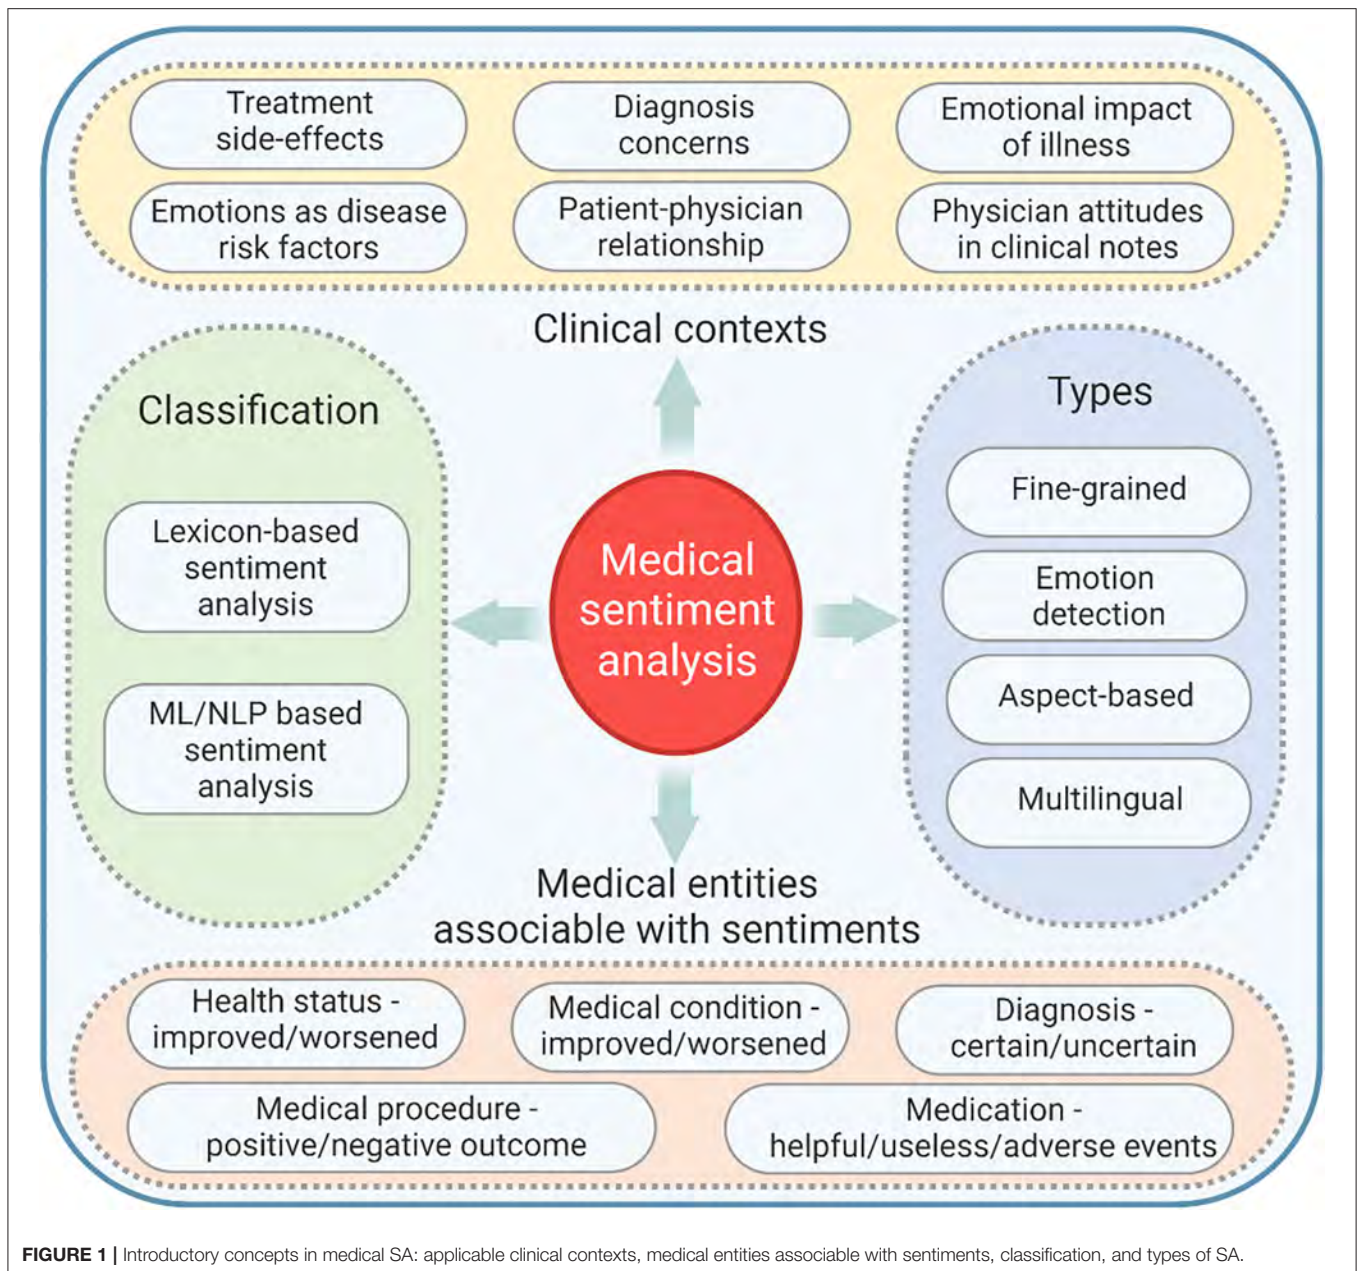 Treatment
side-effects
Diagnosis
concerns
Emotional impact
of illness
Emotions as disease
risk factors
Patient-physician
relationship
Physician attitudes
in clinical notes
Clinical contexts
Classification
Lexicon-based
sentiment
analysis
ML/NLP based
sentiment
analysis
Medical
sentiment
analysis
Types
Fine-grained
Emotion
detection
Aspect-based
Multilingual
Medical entities
associable with sentiments
Health status -
improved/worsened
Medical condition -
improved/worsened
Diagnosis -
certain/uncertain
Medical procedure -
positive/negative outcome
Medication -
helpful/useless/adverse events
FIGURE 1 | Introductory concepts in medical SA: applicable clinical contexts, medical entities associable with sentiments, classification, and types of SA.